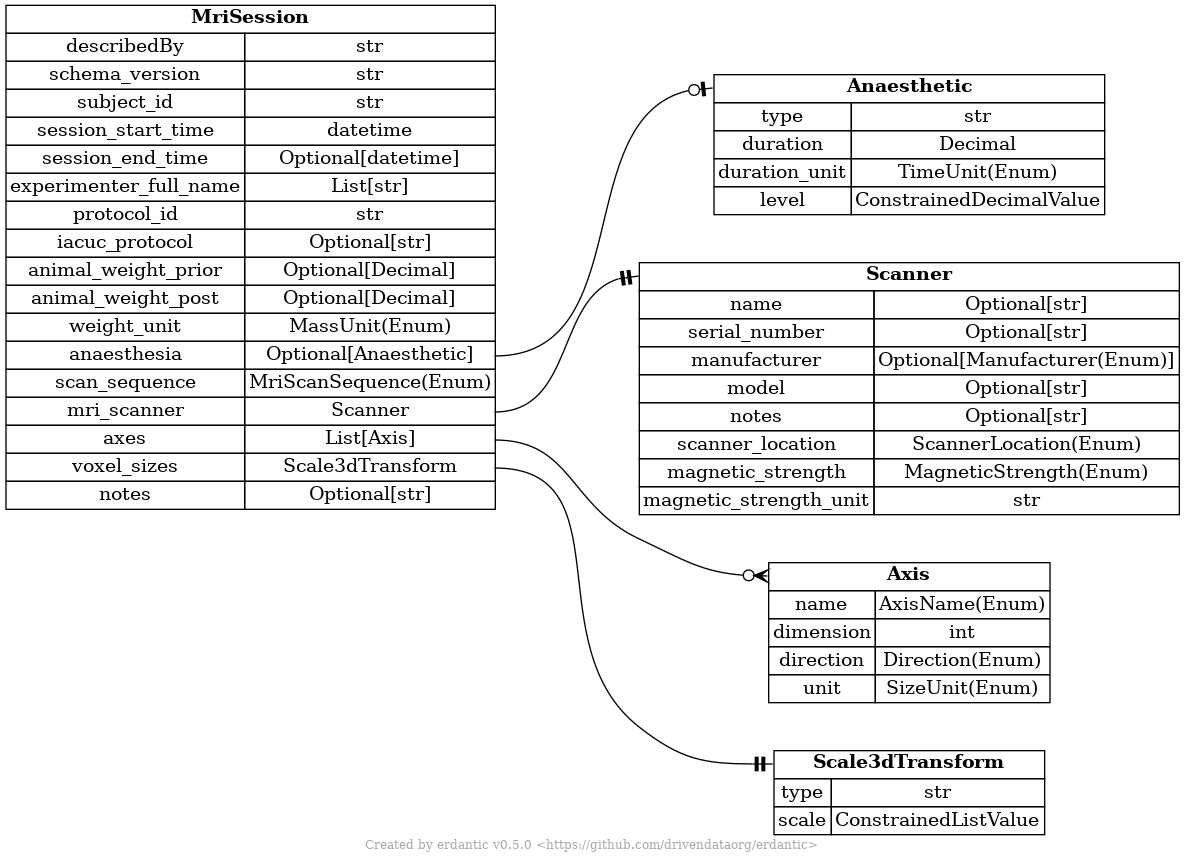 MriSession
describedBy str
schema_version str
subject_id str
session_start_time datetime
session_end_time Optional[datetime]
experimenter_full_name List[str]
protocol_id str
iacuc_protocol Optional[str]
animal_weight_prior Optional[Decimal]
animal_weight_post Optional[Decimal]
weight_unit MassUnit(Enum)
anaesthesia Optional[Anaesthetic]
scan_sequence MriScanSequence(Enum)
mri_scanner Scanner
axes List[Axis]
voxel_sizes Scale3dTransform
notes Optional[str]
Anaesthetic
type str
duration Decimal
duration_unit TimeUnit(Enum)
level ConstrainedDecimalValue
Scanner
name Optional[str]
serial_number Optional[str]
manufacturer Optional[Manufacturer(Enum)]
model Optional[str]
notes Optional[str]
scanner_location ScannerLocation(Enum)
magnetic_strength MagneticStrength(Enum)
magnetic_strength_unit str
Axis
name AxisName(Enum)
dimension int
direction Direction(Enum)
unit SizeUnit(Enum)
Scale3dTransform
type str
scale ConstrainedListValue
Created by erdantic v0.5.0 <https://github.com/drivendataorg/erdantic>